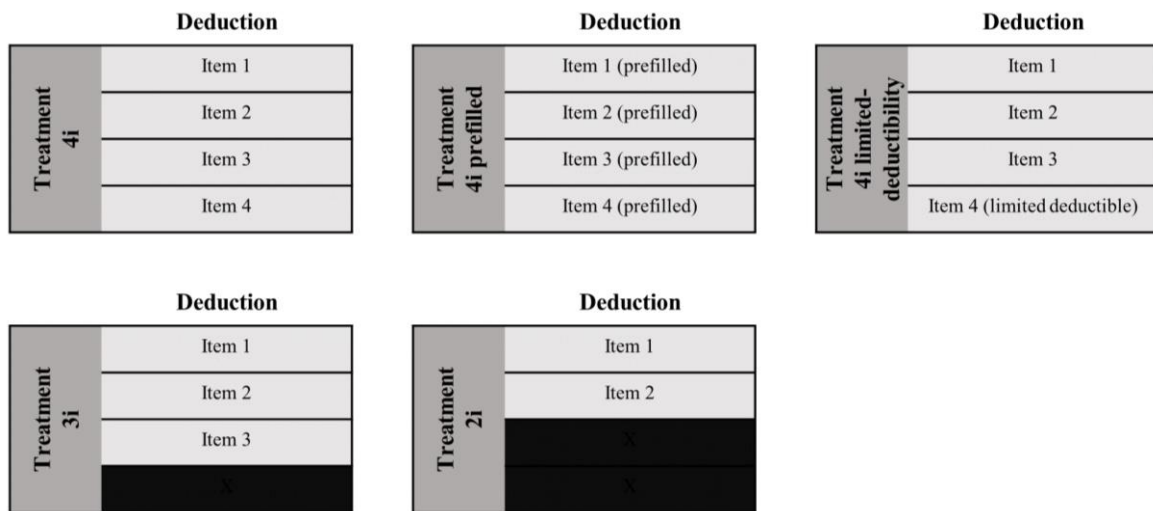 Deduction
Treatment
4i
Item 1
Item 2
Item 3
Item 4
Deduction
Treatment
4i prefilled
Item 1 (prefilled)
Item 2 (prefilled)
Item 3 (prefilled)
Item 4 (prefilled)
Deduction
Treatment
4i limited-
deductibility
Item 1
Item 2
Item 3
Item 4 (limited deductible)
Deduction
Treatment
3i
Item 1
Item 2
Item 3
X
Deduction
Treatment
2i
Item 1
Item 2
X
X